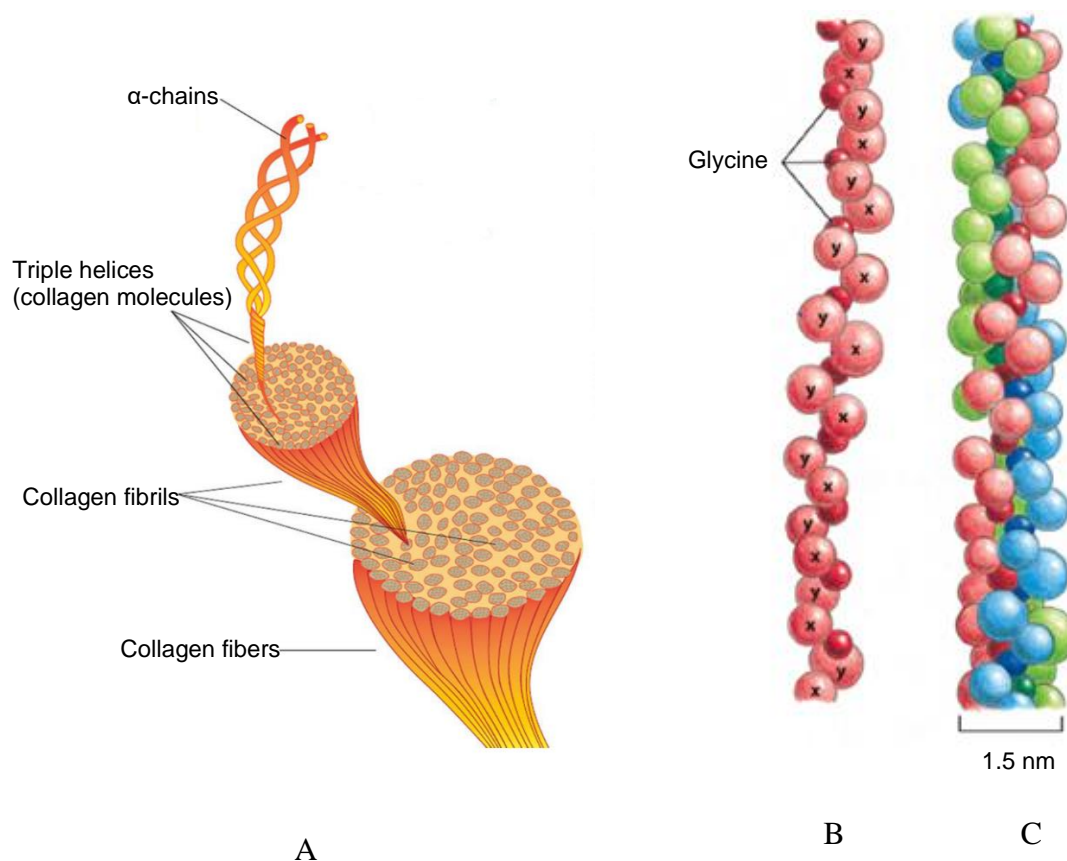 α-chains
Triple helices
(collagen molecules)
Collagen fibrils
Collagen fibers
A
Glycine
y
x
y
x
y
x
y
x
y
x
y
x
y
x
y
x
y
x
y
x
B
1.5 nm
C